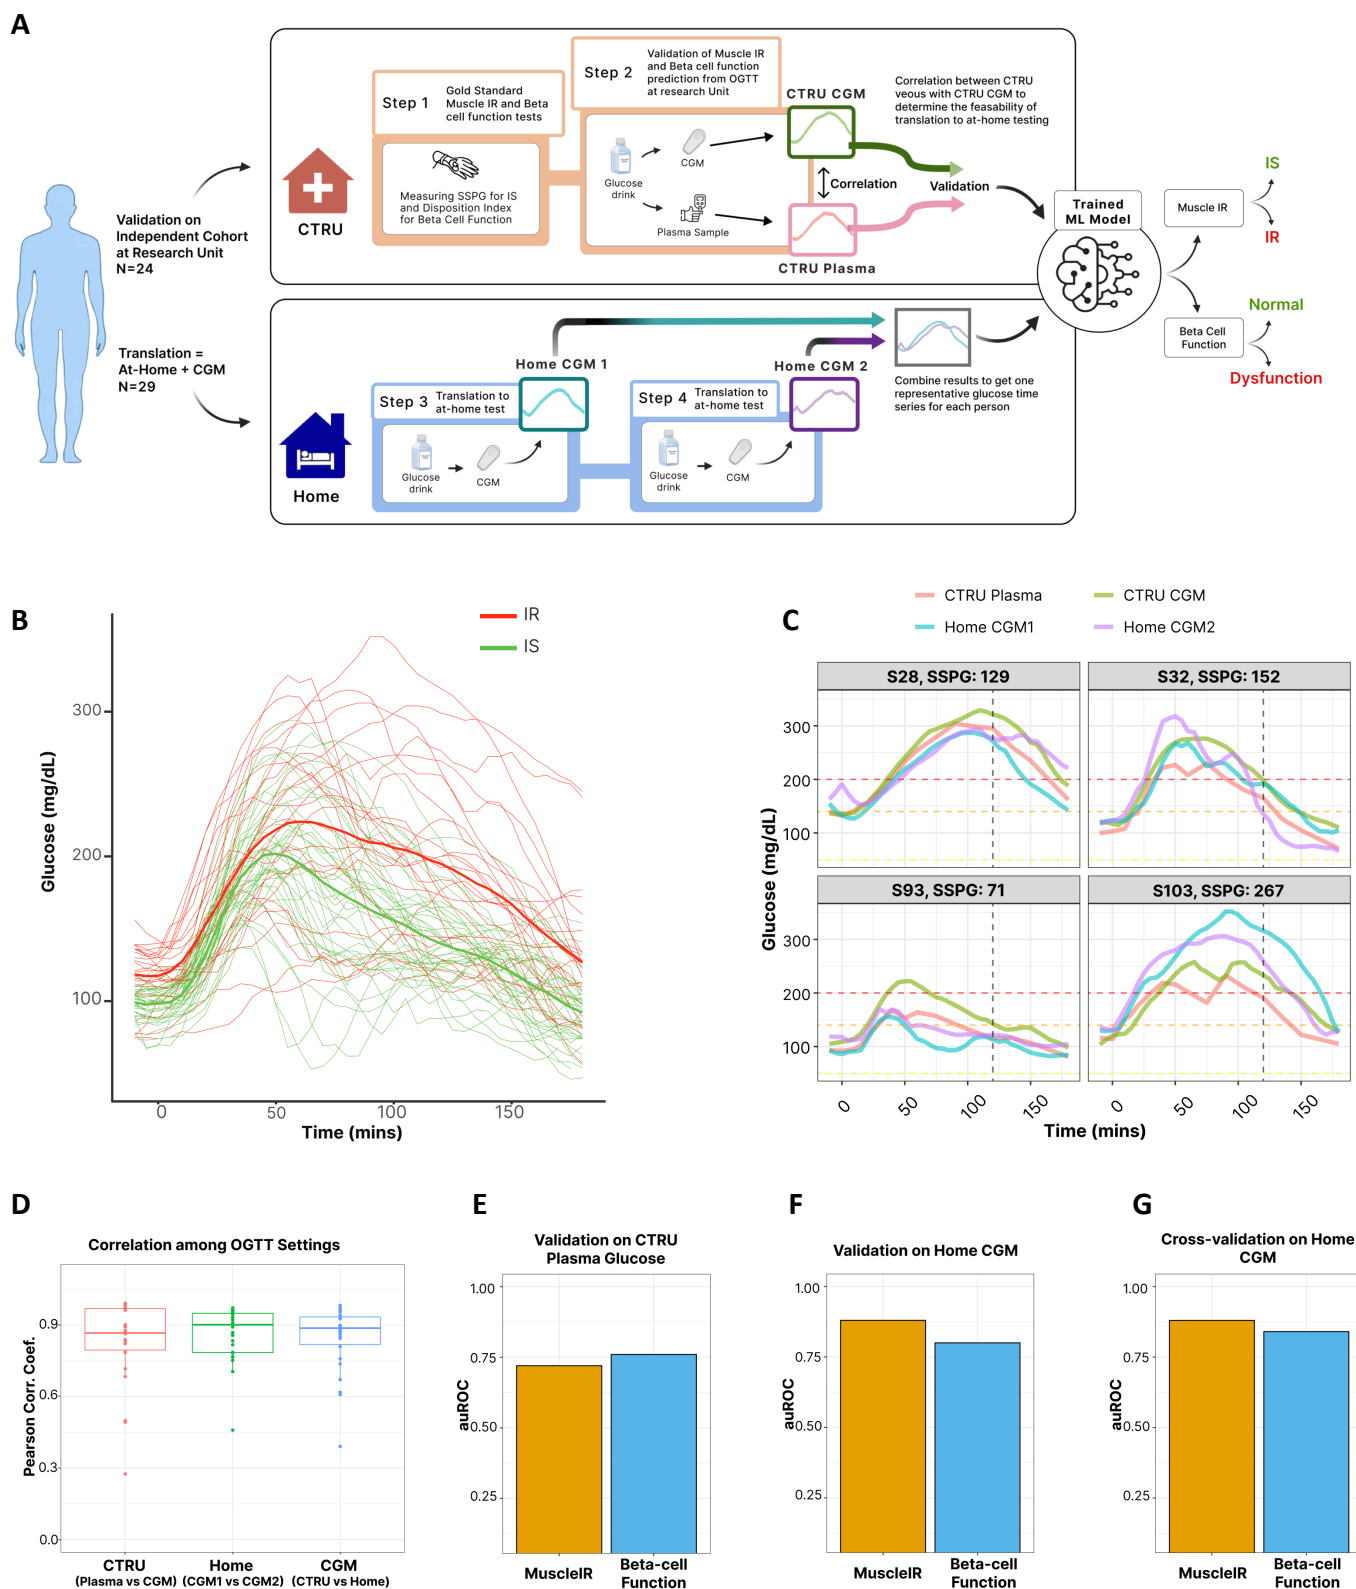 A
Validation on
Independent Cohort
at Research Unit
N=24
Translation =
At-Home + CGM
N=29
CTRU
Step 1
Gold Standard
Muscle IR and Beta
cell function tests
Measuring SSPG for IS
and Disposition Index
for Beta Cell Function
Step 2
Validation of Muscle IR
and Beta cell function
prediction from OGTT
at research Unit
Glucose
drink
CGM
Plasma Sample
CTRU CGM
Correlation
CTRU Plasma
Correlation between CTRU
veous with CTRU CGM to
determine the feasability of
translation to at-home testing
Validation
Trained
ML Model
Muscle IR
IS
IR
Beta Cell
Function
Normal
Dysfunction
Home
Step 3
Translation to
at-home test
Home CGM 1
Glucose
drink
CGM
Step 4
Translation to
at-home test
Home CGM 2
Glucose
drink
CGM
Combine results to get one
representative glucose time
series for each person
B
IR
IS
Glucose (mg/dL)
300
200
100
0
50
100
150
Time (mins)
C
CTRU Plasma
CTRU CGM
Home CGM1
Home CGM2
S28, SSPG: 129
S32, SSPG: 152
300
200
100
S93, SSPG: 71
S103, SSPG: 267
300
200
100
Glucose (mg/dL)
0
50
100
150
0
50
100
150
Time (mins)
D
Correlation among OGTT Settings
Pearson Corr. Coef.
0.9
0.6
0.3
0.0
CTRU
(Plasma vs CGM)
Home
(CGM1 vs CGM2)
CGM
(CTRU vs Home)
E
Validation on CTRU
Plasma Glucose
auROC
1.00
0.75
0.50
0.25
MuscleIR
Beta-cell
Function
F
Validation on Home CGM
auROC
1.00
0.75
0.50
0.25
MuscleIR
Beta-cell
Function
G
Cross-validation on Home
CGM
auROC
1.00
0.75
0.50
0.25
MuscleIR
Beta-cell
Function